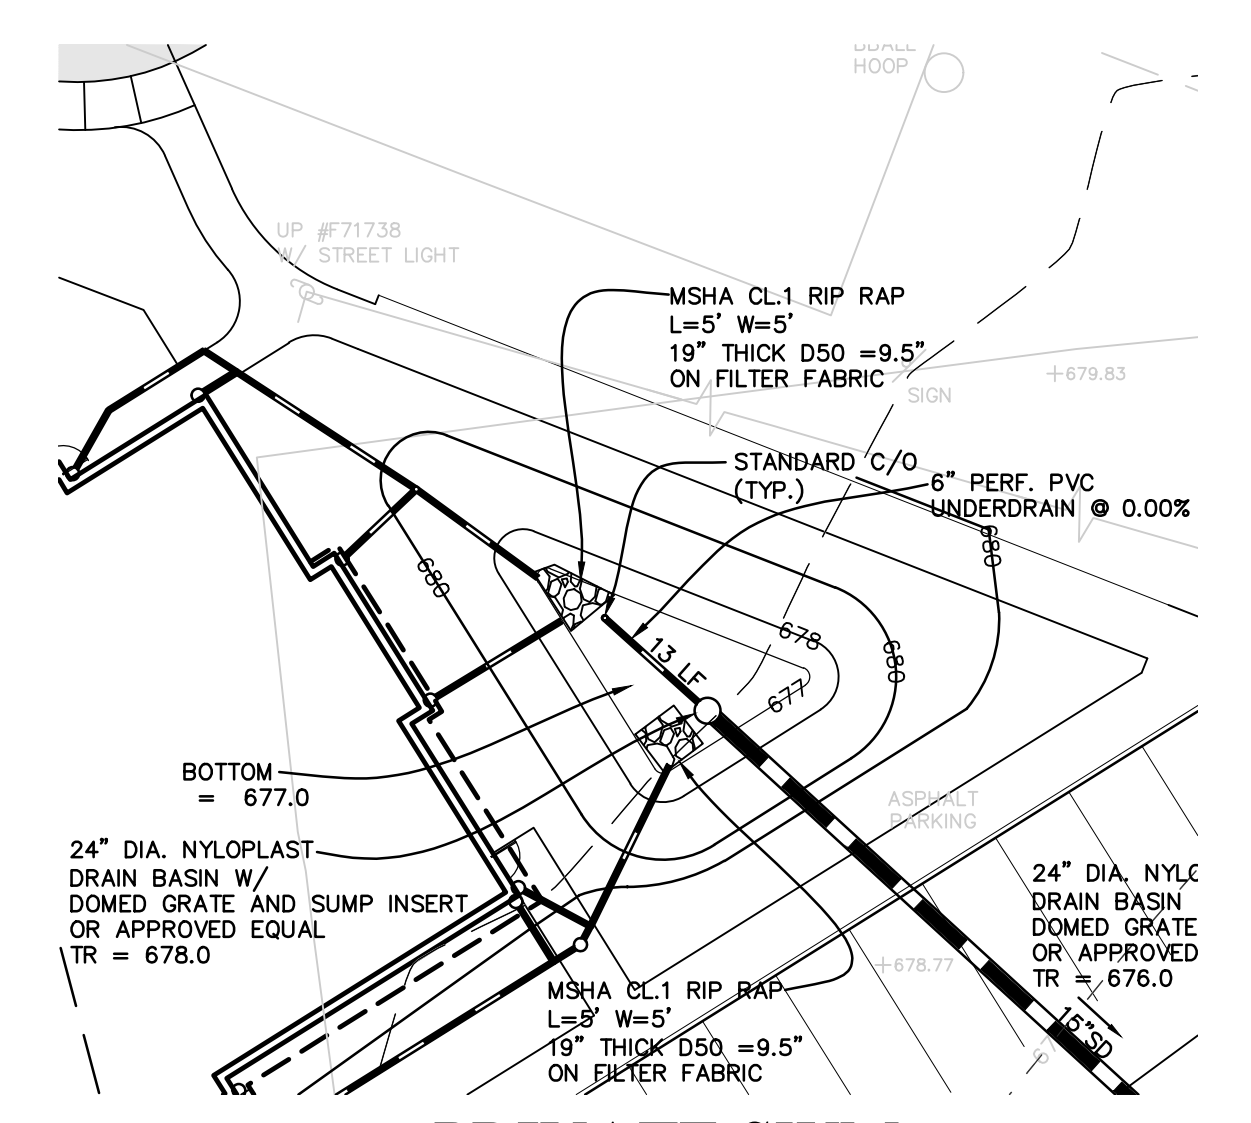 BBALL
HOOP
UP #F71738
W/ STREET LIGHT
MSHA CL.1 RIP RAP
L=5' W=5'
19" THICK D50 =9.5"
ON FILTER FABRIC
+679.83
SIGN
STANDARD C/O
(TYP.)
6" PERF. PVC
UNDERDRAIN @ 0.00%
680
680
678
13 LF
680
677
BOTTOM
= 677.0
ASPHALT
PARKING
24" DIA. NYLOPLAST
DRAIN BASIN W/
DOMED GRATE AND SUMP INSERT
OR APPROVED EQUAL
TR = 678.0
24" DIA. NYLO
DRAIN BASIN
DOMED GRATE
OR APPROVED
TR = 676.0
+678.77
MSHA CL.1 RIP RAP
L=5' W=5'
19" THICK D50 =9.5"
ON FILTER FABRIC
15"SD